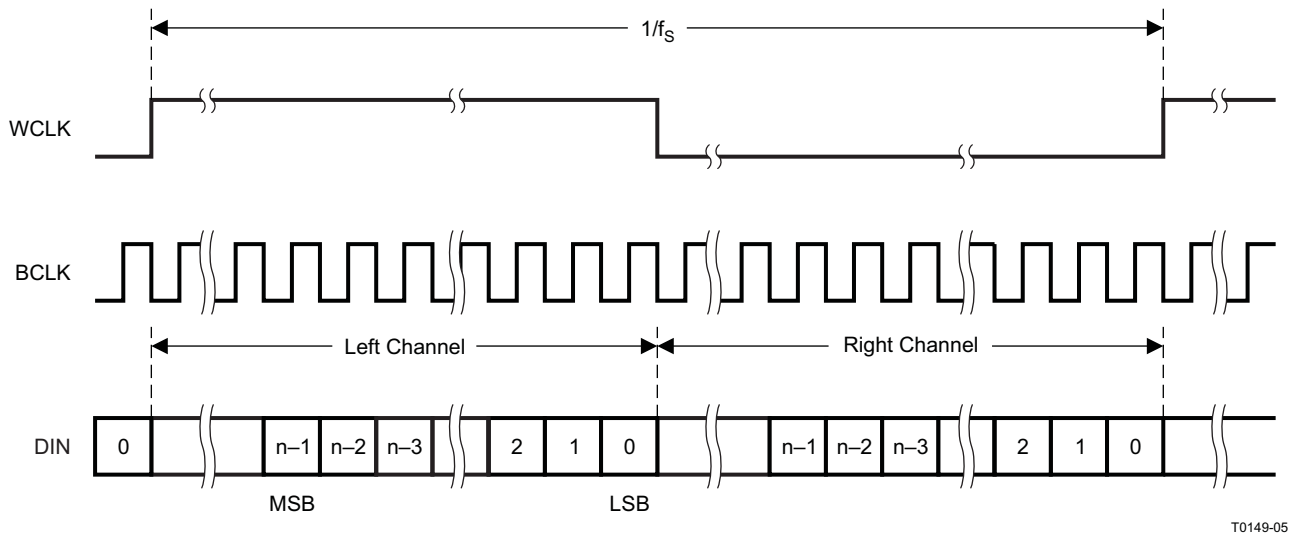 1/fS
WCLK
BCLK
Left Channel
Right Channel
DIN
0 n–1 n–2 n–3 2 1 0 n–1 n–2 n–3 2 1 0
MSB LSB
T0149-05